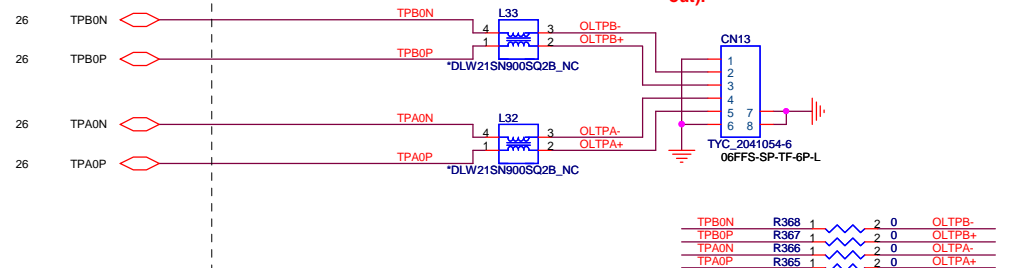 Out).
26 TPB0N TPB0N L33
4 3 OLTPB-
1 2 OLTPB+
26 TPB0P TPB0P *DLW21SN900SQ2B_NC
CN13
1
2
3
4
5 7
6 8
TYC_2041054-6
06FFS-SP-TF-6P-L
26 TPA0N TPA0N L32
4 3 OLTPA-
1 2 OLTPA+
26 TPA0P TPA0P *DLW21SN900SQ2B_NC
TPB0N R368 1 2 0 OLTPB-
TPB0P R367 1 2 0 OLTPB+
TPA0N R366 1 2 0 OLTPA-
TPA0P R365 1 2 0 OLTPA+